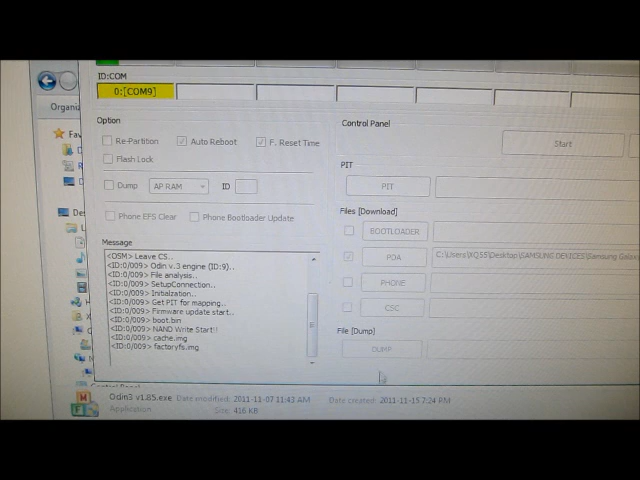 ID:COM
0:[COM9]
Organiz
Option
Control Panel
Fav
Re-Partition
Auto Reboot
F. Reset Time
Start
D
Flash Lock
PIT
R
D
Dump
AP RAM
ID
PIT
Files [Download]
Des
Phone EFS Clear
Phone Bootloader Update
BOOTLOADER
L
Message
<OSM> Leave CS..
PDA
C:\Users\XQ55\Desktop\SAMSUNG DEVICES\Samsung Galax
<ID:0/009> Odin v.3 engine (ID:9)..
<ID:0/009> File analysis..
<ID:0/009> SetupConnection..
PHONE
<ID:0/009> Initialzation..
<ID:0/009> Get PIT for mapping..
<ID:0/009> Firmware update start..
CSC
<ID:0/009> boot.bin
<ID:0/009> NAND Write Start!!
File [Dump]
<ID:0/009> cache.img
<ID:0/009> factoryfs.img
DUMP
Control Panel
Odin3 v1.85.exe
Date modified: 2011-11-07 11:43 AM
Date created: 2011-11-15 7:24 PM
Application
Size: 416 KB